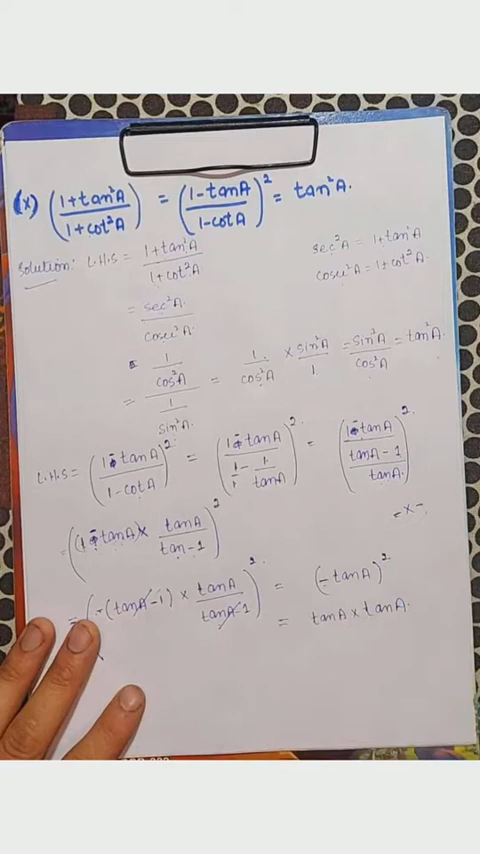 (x) ((1+tan²A)/(1+cot²A)) = ((1-tanA)/(1-cotA))² = tan²A.
Solution: L.H.S = (1+tan²A)/(1+cot²A)
sec²A = 1+tan²A
cosec²A = 1+cot²A.
= sec²A./cosec²A.
= (1/cos²A)/(1/sin²A.) = 1/cos²A × sin²A/1 = sin²A/cos²A = tan²A.
L.H.S = ((1-tanA)/(1-cotA))² = ((1-tanA)/(1/1 - 1/tanA))² = ((1-tanA)/((tanA-1)/tanA))².
= ((1-tanA) × tanA/(tan-1))²
= x -.
= (-(tanA-1) × tanA/(tanA-1))² = (-tanA)².
= tanA × tanA.